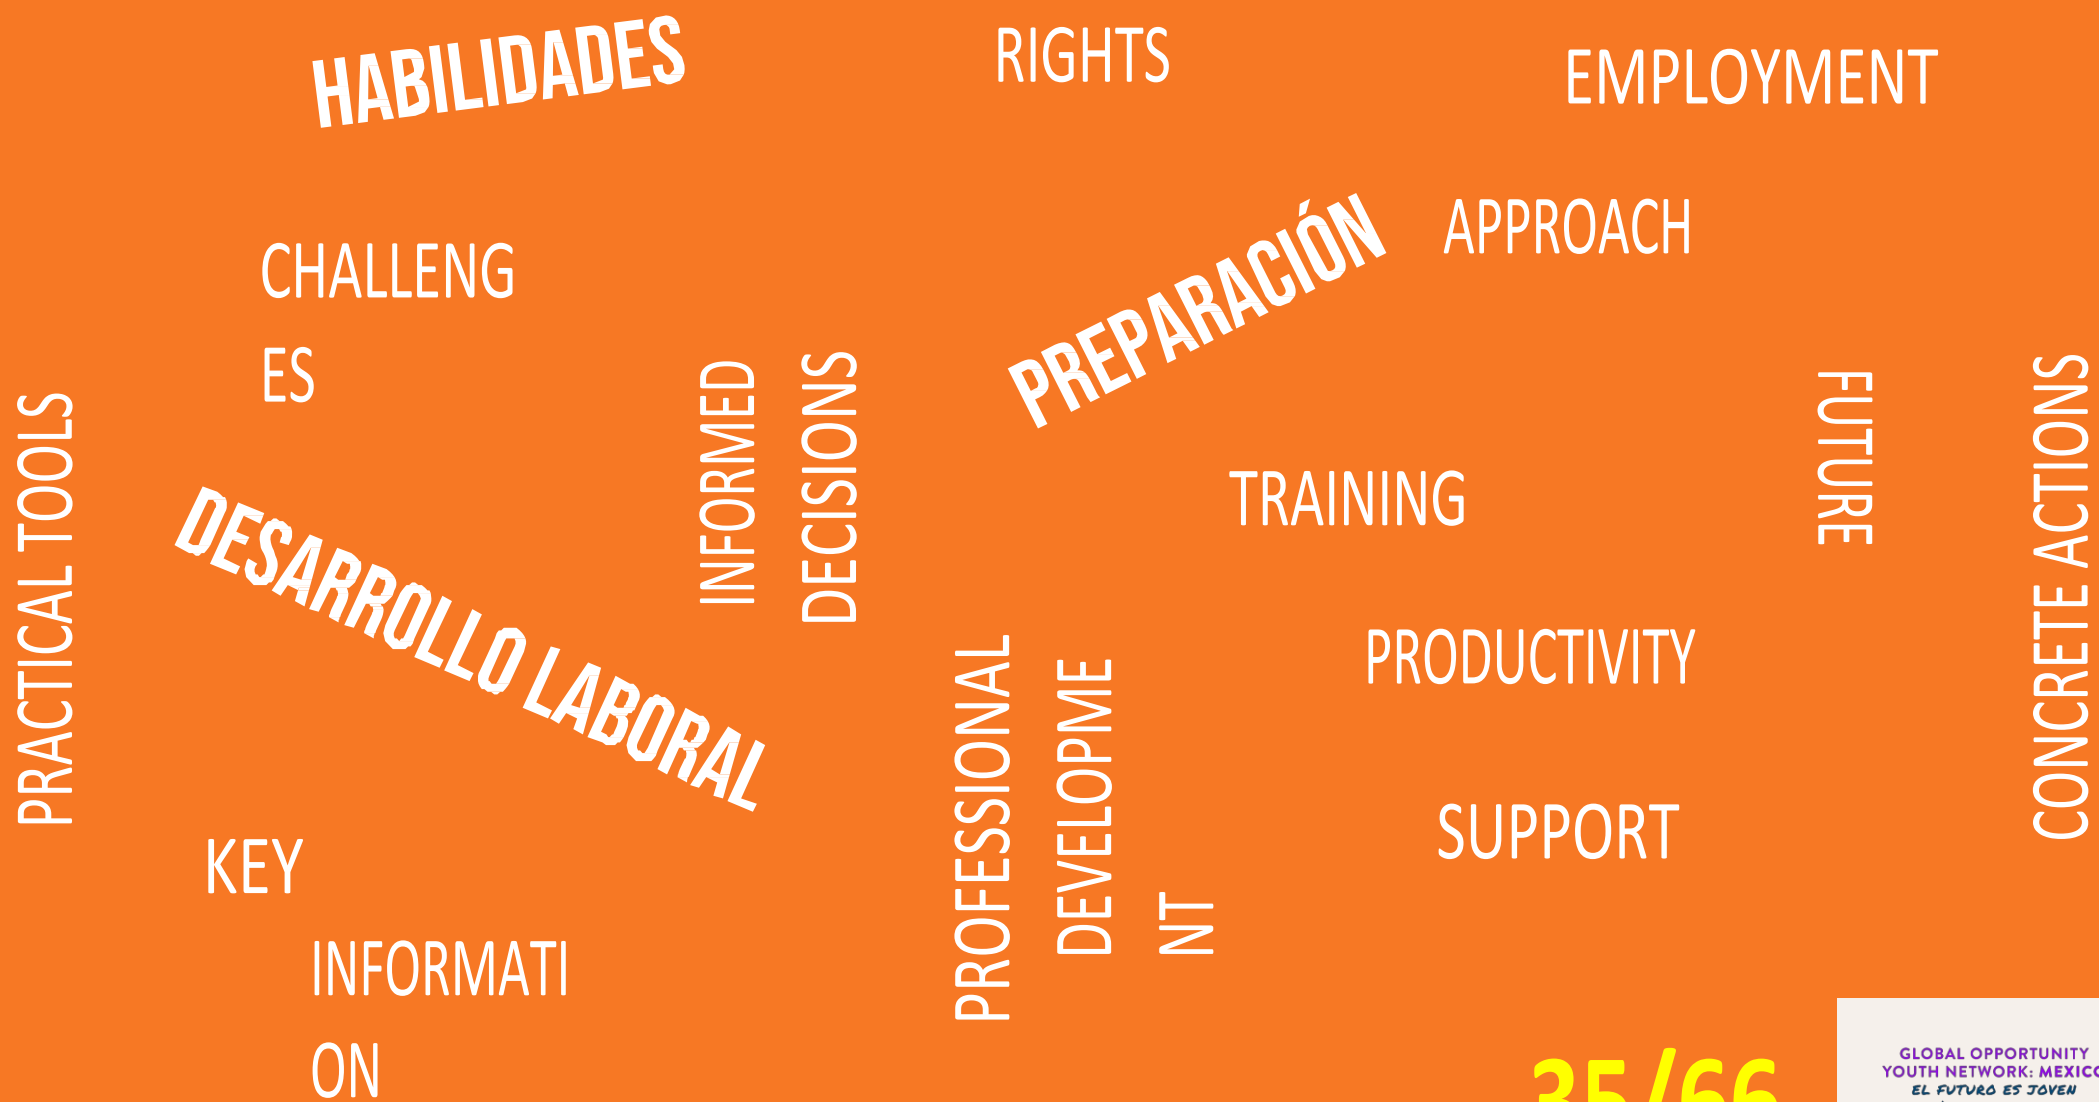 HABILIDADES
RIGHTS
EMPLOYMENT
CHALLENG
ES
PREPARACIÓN
APPROACH
PRACTICAL TOOLS
INFORMED
DECISIONS
FUTURE
CONCRETE ACTIONS
TRAINING
DESARROLLO LABORAL
PROFESSIONAL
DEVELOPME
NT
PRODUCTIVITY
SUPPORT
KEY
INFORMATI
ON
35/66
GLOBAL OPPORTUNITY
YOUTH NETWORK: MEXICO
EL FUTURO ES JOVEN